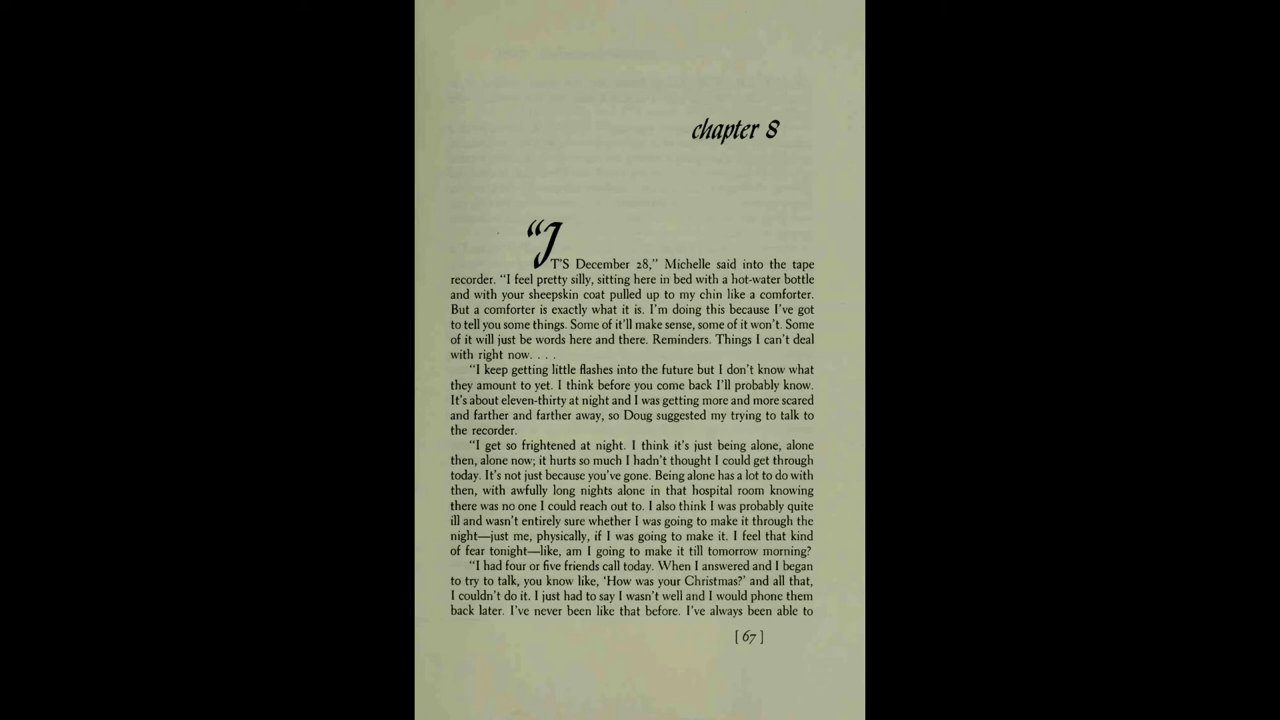 chapter 8
“IT’S December 28,” Michelle said into the tape
recorder. “I feel pretty silly, sitting here in bed with a hot-water bottle
and with your sheepskin coat pulled up to my chin like a comforter.
But a comforter is exactly what it is. I’m doing this because I’ve got
to tell you some things. Some of it’ll make sense, some of it won’t. Some
of it will just be words here and there. Reminders. Things I can’t deal
with right now. . . .
“I keep getting little flashes into the future but I don’t know what
they amount to yet. I think before you come back I’ll probably know.
It’s about eleven-thirty at night and I was getting more and more scared
and farther and farther away, so Doug suggested my trying to talk to
the recorder.
“I get so frightened at night. I think it’s just being alone, alone
then, alone now; it hurts so much I hadn’t thought I could get through
today. It’s not just because you’ve gone. Being alone has a lot to do with
then, with awfully long nights alone in that hospital room knowing
there was no one I could reach out to. I also think I was probably quite
ill and wasn’t entirely sure whether I was going to make it through the
night—just me, physically, if I was going to make it. I feel that kind
of fear tonight—like, am I going to make it till tomorrow morning?
“I had four or five friends call today. When I answered and I began
to try to talk, you know like, ‘How was your Christmas?’ and all that,
I couldn’t do it. I just had to say I wasn’t well and I would phone them
back later. I’ve never been like that before. I’ve always been able to
[ 67 ]